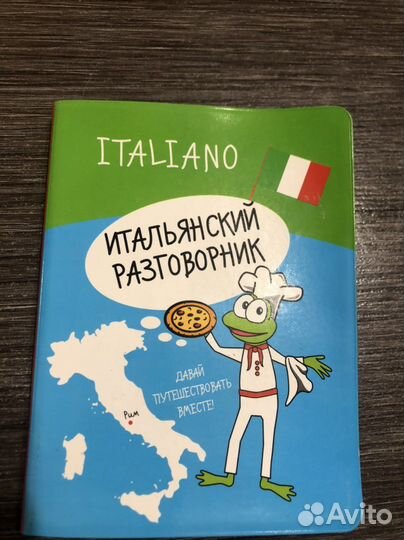 ITALIANO
ИТАЛЬЯНСКИЙ
РАЗГОВОРНИК
ДАВАЙ
ПУТЕШЕСТВОВАТЬ
ВМЕСТЕ!
Рим
Avito